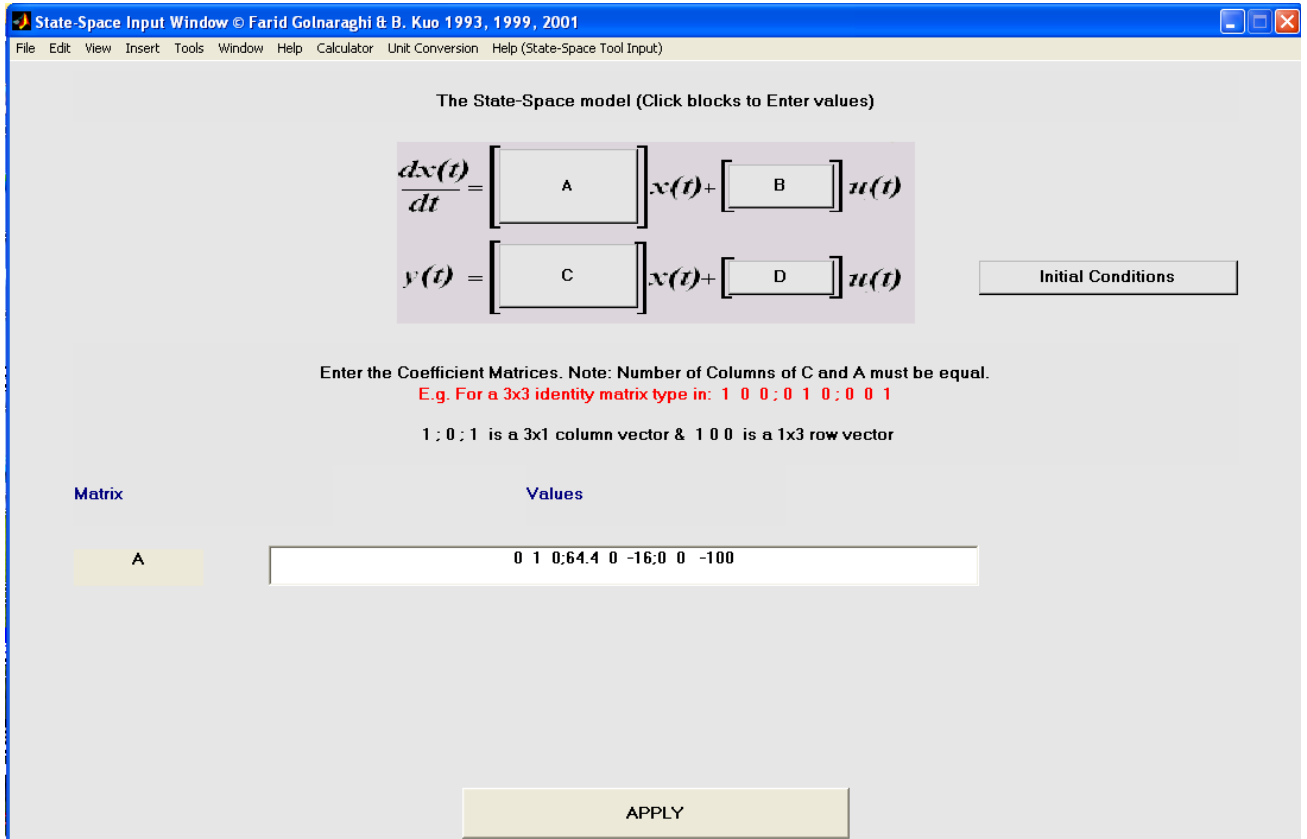 State-Space Input Window © Farid Golnaraghi & B. Kuo 1993, 1999, 2001
File Edit View Insert Tools Window Help Calculator Unit Conversion Help (State-Space Tool Input)
The State-Space model (Click blocks to Enter values)
dx(t)/dt = [ A ] x(t)+ [ B ] u(t)
y(t) = [ C ] x(t)+ [ D ] u(t)
Initial Conditions
Enter the Coefficient Matrices. Note: Number of Columns of C and A must be equal.
E.g. For a 3x3 identity matrix type in: 1 0 0 ; 0 1 0 ; 0 0 1
1 ; 0 ; 1 is a 3x1 column vector & 1 0 0 is a 1x3 row vector
Matrix Values
A 0 1 0;64.4 0 -16;0 0 -100
APPLY